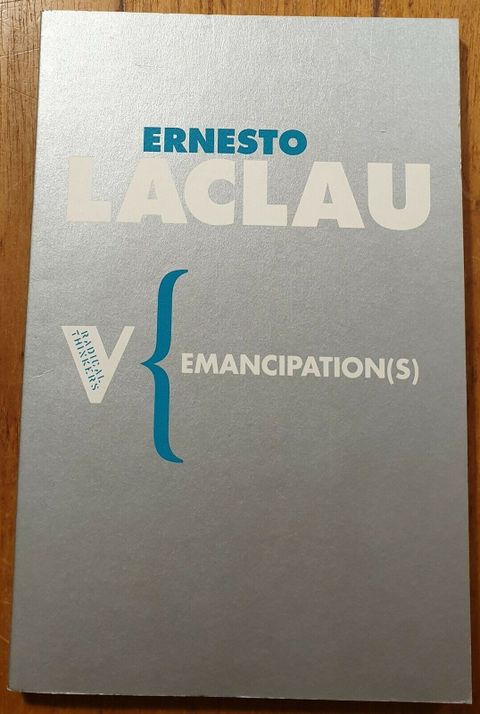 ERNESTO
LACLAU
V
RADICAL
THINKERS
{
EMANCIPATION(S)